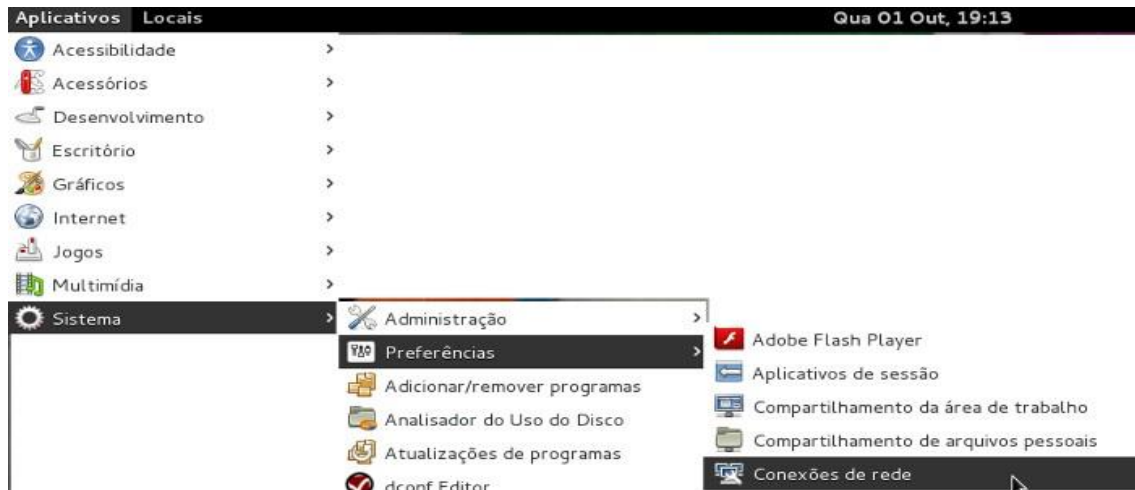 Aplicativos Locais Qua 01 Out, 19:13
Acessibilidade
Acessórios
Desenvolvimento
Escritório
Gráficos
Internet
Jogos
Multimídia
Sistema
Administração
Preferências
Adicionar/remover programas
Analisador do Uso do Disco
Atualizações de programas
dconf Editor
Adobe Flash Player
Aplicativos de sessão
Compartilhamento da área de trabalho
Compartilhamento de arquivos pessoais
Conexões de rede